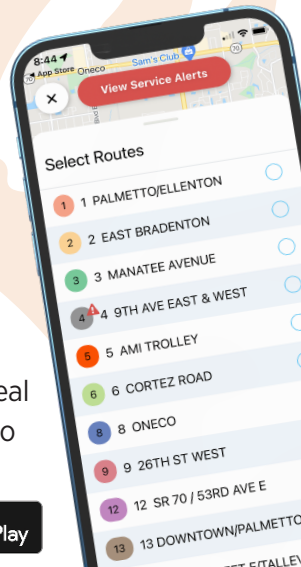 8:44
App Store
Oneco
Sam's Club
70
70
View Service Alerts
Select Routes
1 1 PALMETTO/ELLENTON
2 2 EAST BRADENTON
3 3 MANATEE AVENUE
4 4 9TH AVE EAST & WEST
5 5 AMI TROLLEY
6 6 CORTEZ ROAD
8 8 ONECO
9 9 26TH ST WEST
12 12 SR 70 / 53RD AVE E
13 13 DOWNTOWN/PALMETTO
eal
o
Play